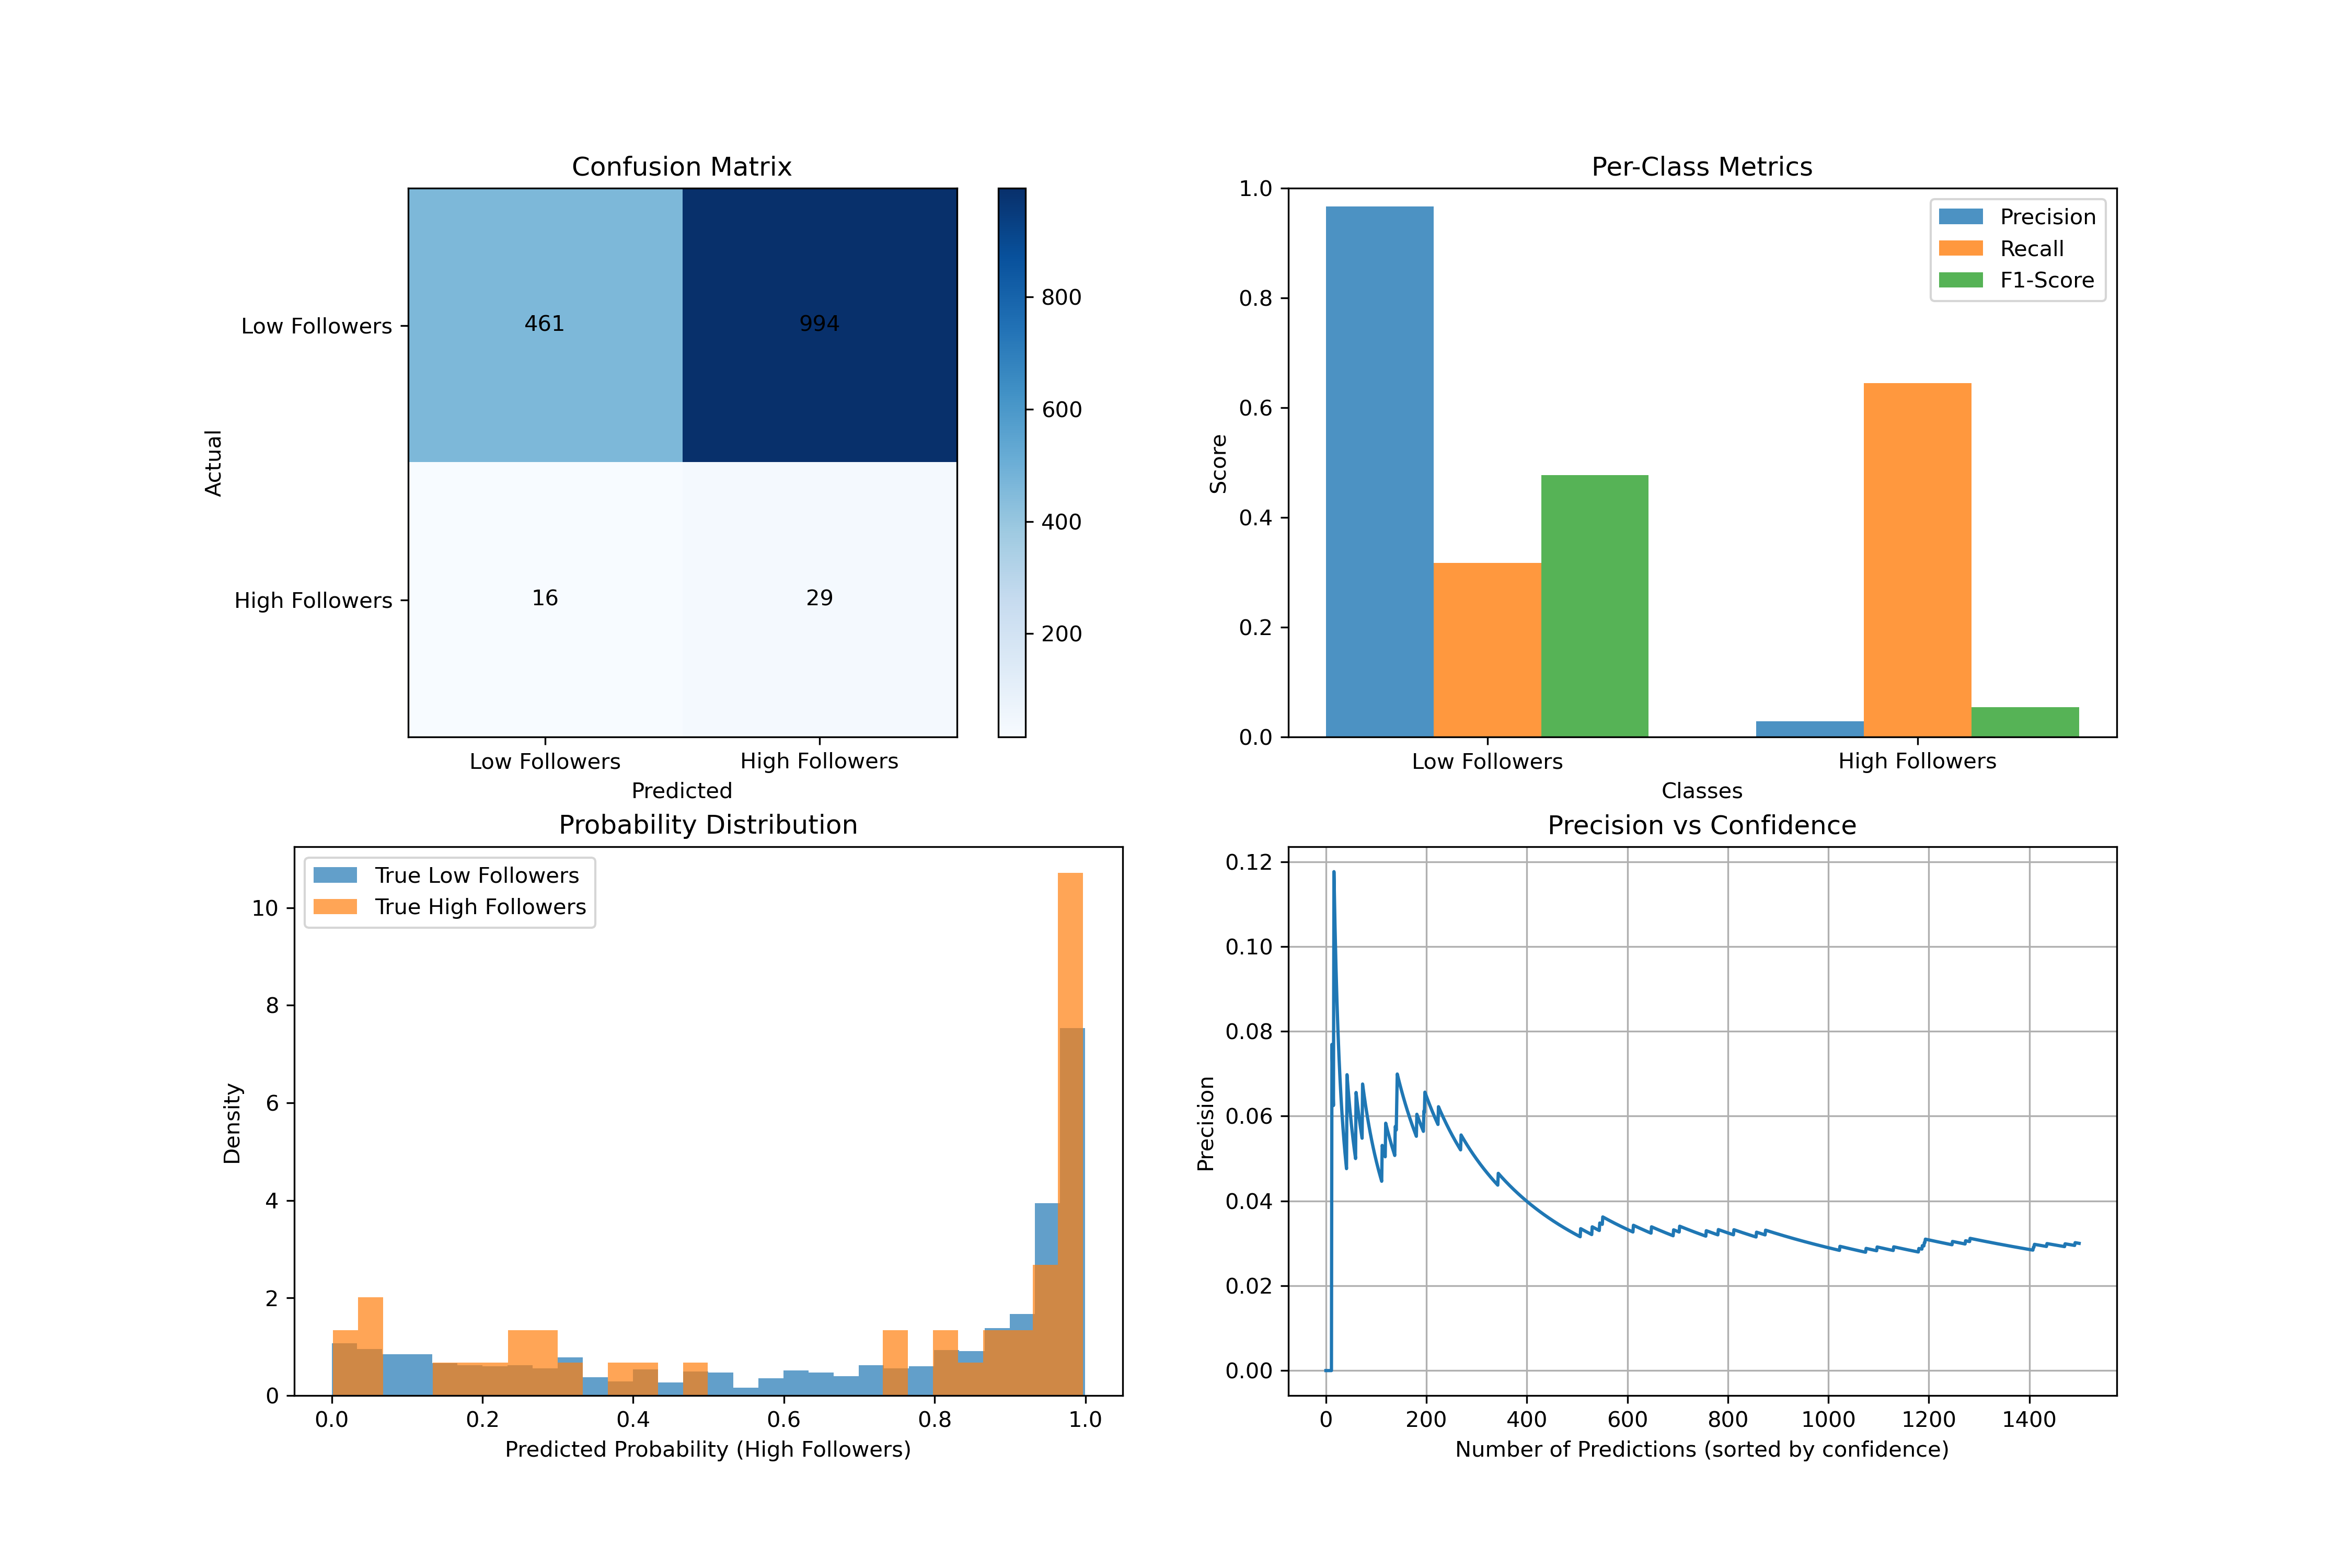 Confusion Matrix
Actual
Low Followers
High Followers
461
994
16
29
Low Followers
High Followers
Predicted
800
600
400
200
Per-Class Metrics
Score
1.0
0.8
0.6
0.4
0.2
0.0
Precision
Recall
F1-Score
Low Followers
High Followers
Classes
Probability Distribution
Density
10
8
6
4
2
0
True Low Followers
True High Followers
0.0
0.2
0.4
0.6
0.8
1.0
Predicted Probability (High Followers)
Precision vs Confidence
Precision
0.12
0.10
0.08
0.06
0.04
0.02
0.00
0
200
400
600
800
1000
1200
1400
Number of Predictions (sorted by confidence)